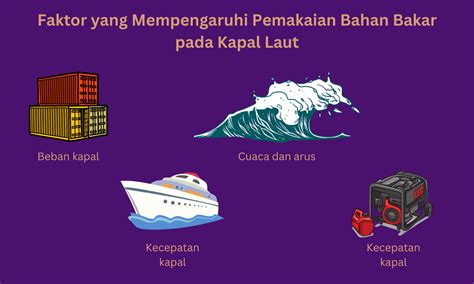 Faktor yang Mempengaruhi Pemakaian Bahan Bakar
pada Kapal Laut
Beban kapal
Cuaca dan arus
Kecepatan
kapal
Kecepatan
kapal